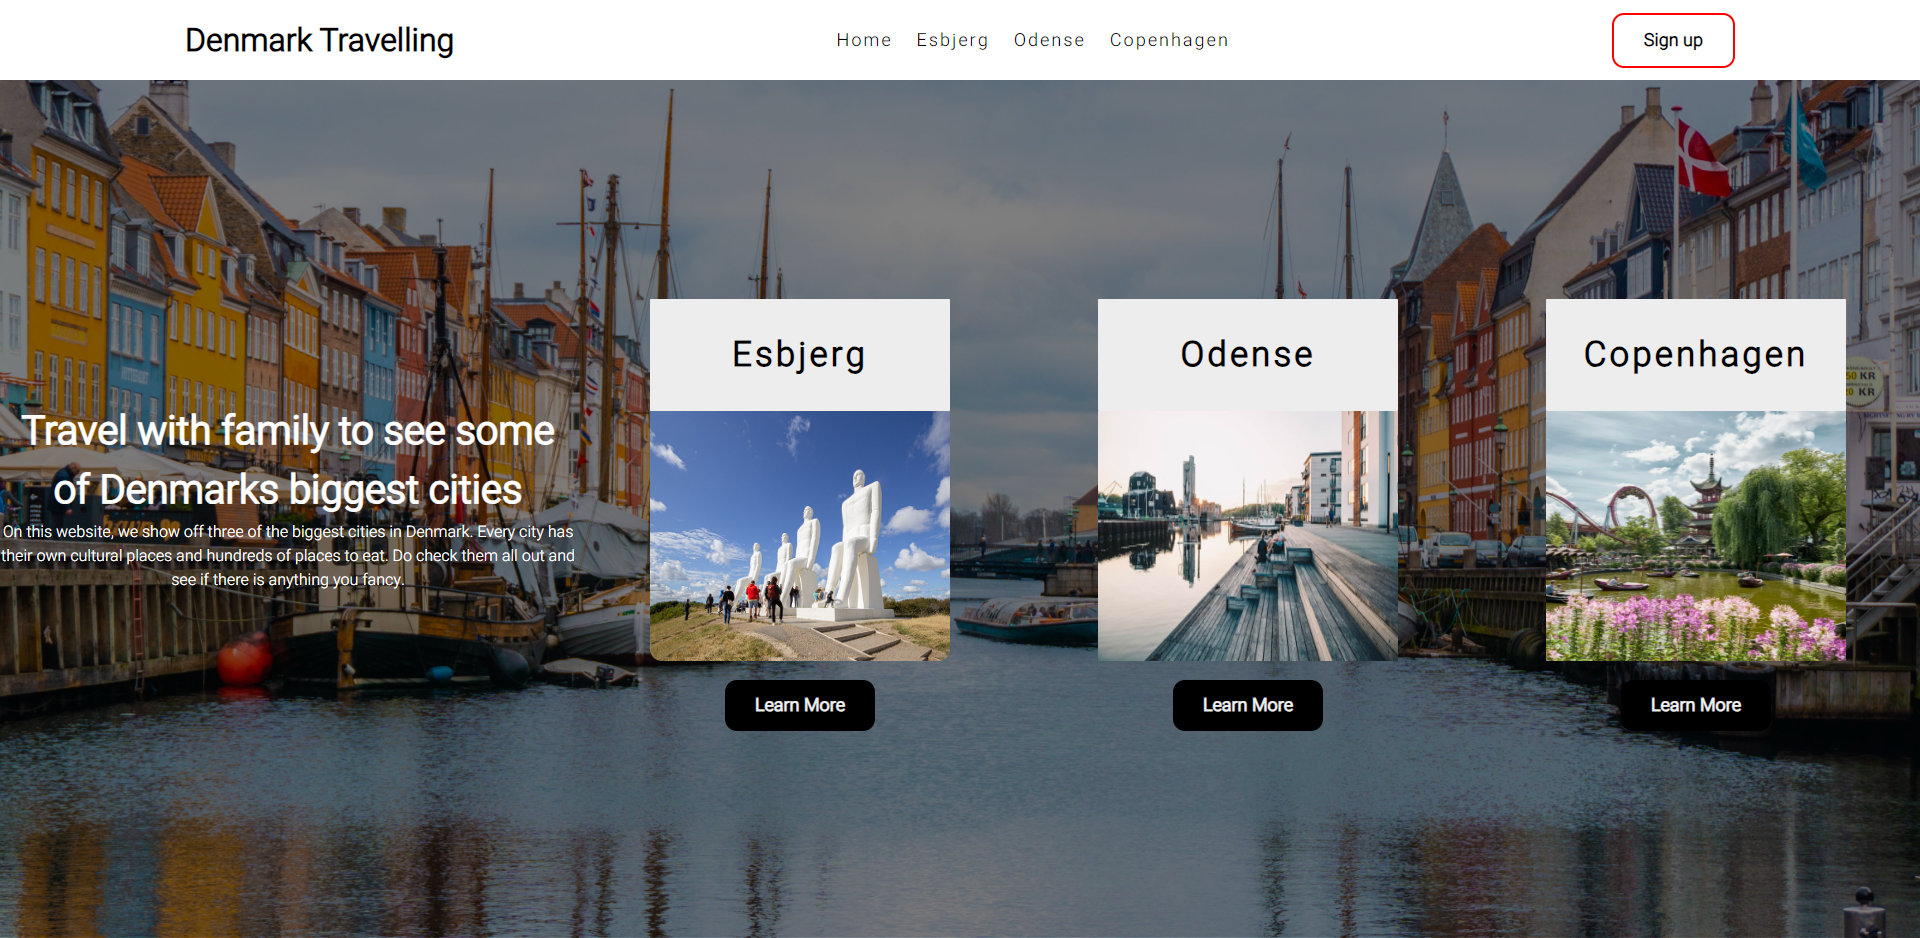 Denmark Travelling
Home Esbjerg Odense Copenhagen
Sign up
Travel with family to see some
of Denmarks biggest cities
On this website, we show off three of the biggest cities in Denmark. Every city has
their own cultural places and hundreds of places to eat. Do check them all out and
see if there is anything you fancy.
Esbjerg
Learn More
Odense
Learn More
Copenhagen
Learn More
50 KR
KR